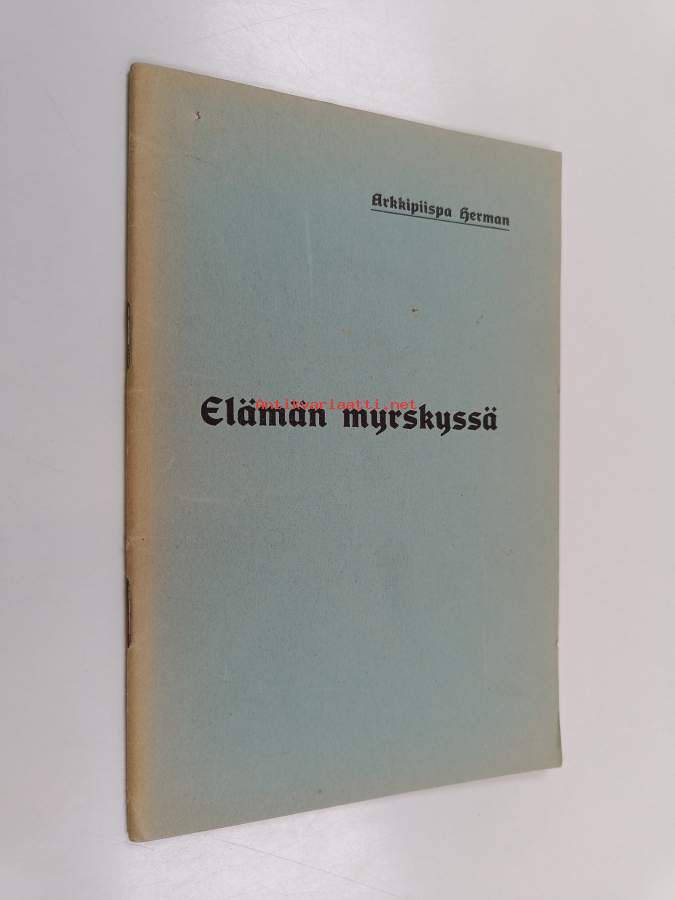 Arkkipiispa Herman
Elämän myrskyssä
Antikvariaatti.net